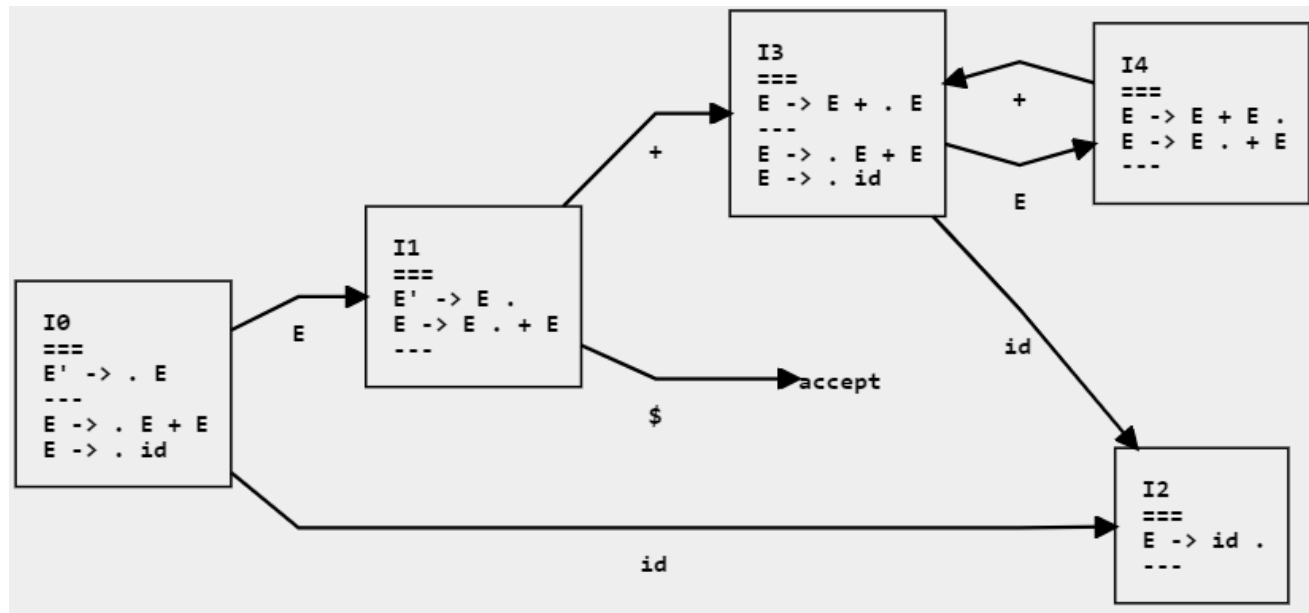 I0
===
E' -> . E
---
E -> . E + E
E -> . id
E
id
I1
===
E' -> E .
E -> E . + E
---
+
$
accept
I3
===
E -> E + . E
---
E -> . E + E
E -> . id
+
E
id
I4
===
E -> E + E .
E -> E . + E
---
I2
===
E -> id .
---